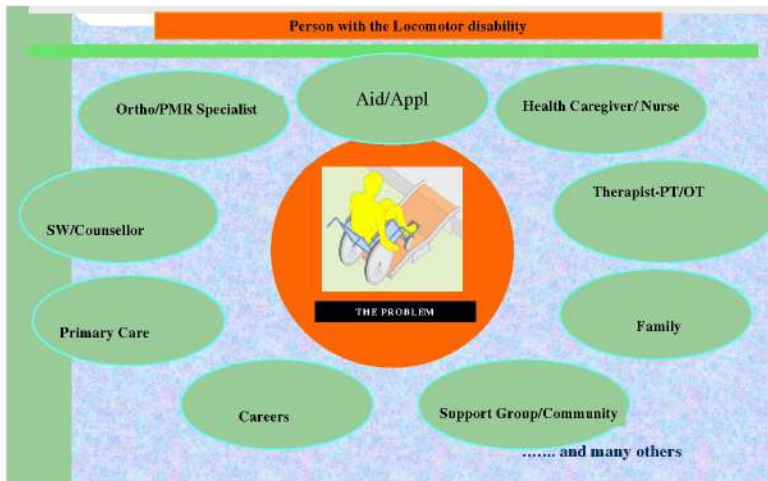 Person with the Locomotor disability
Aid/Appl
Ortho/PMR Specialist
Health Caregiver/ Nurse
Therapist-PT/OT
SW/Counsellor
THE PROBLEM
Primary Care
Family
Careers
Support Group/Community
....... and many others